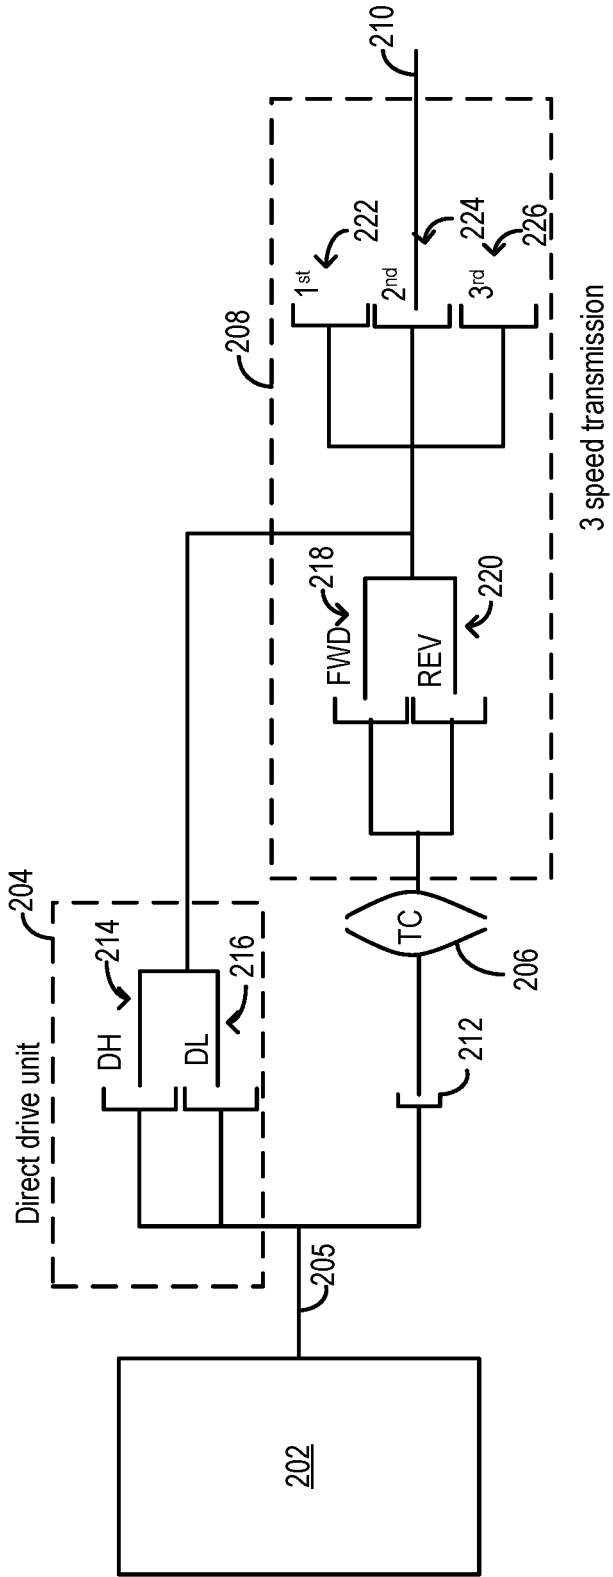 Direct drive unit
204
DH
214
DL
216
202
205
212
TC
206
208
FWD
218
REV
220
1st
222
2nd
224
3rd
226
210
3 speed transmission